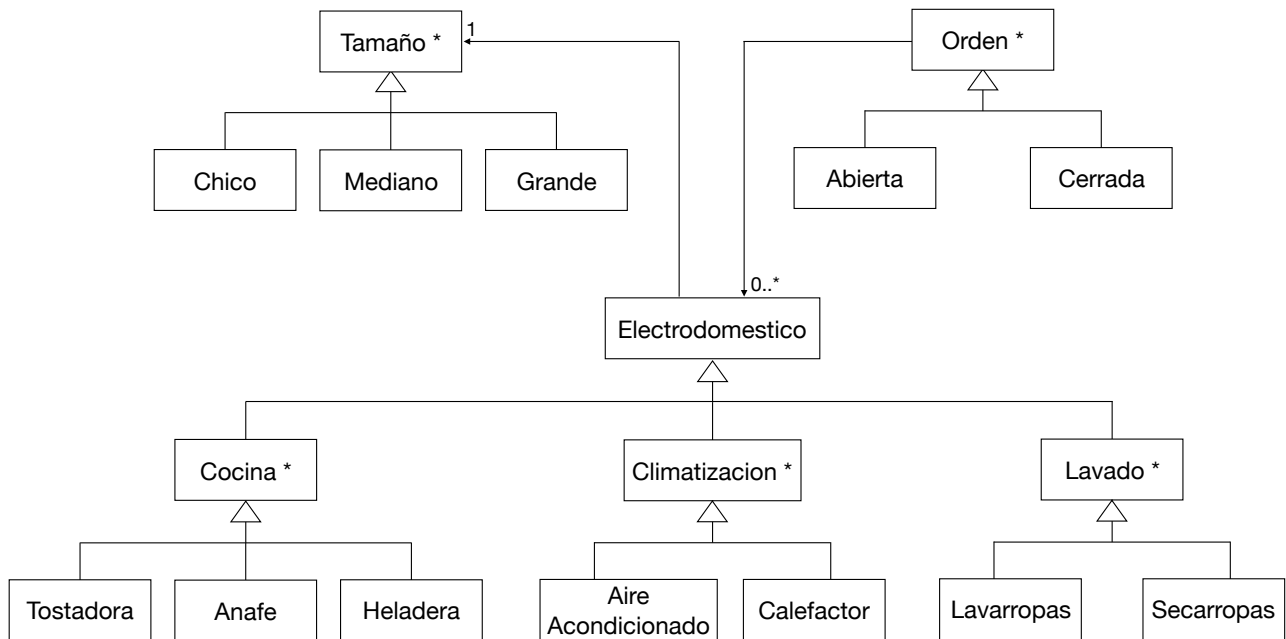 Tamaño *
1
Orden *
Chico
Mediano
Grande
Abierta
Cerrada
0..*
Electrodomestico
Cocina *
Climatizacion *
Lavado *
Tostadora
Anafe
Heladera
Aire
Acondicionado
Calefactor
Lavarropas
Secarropas